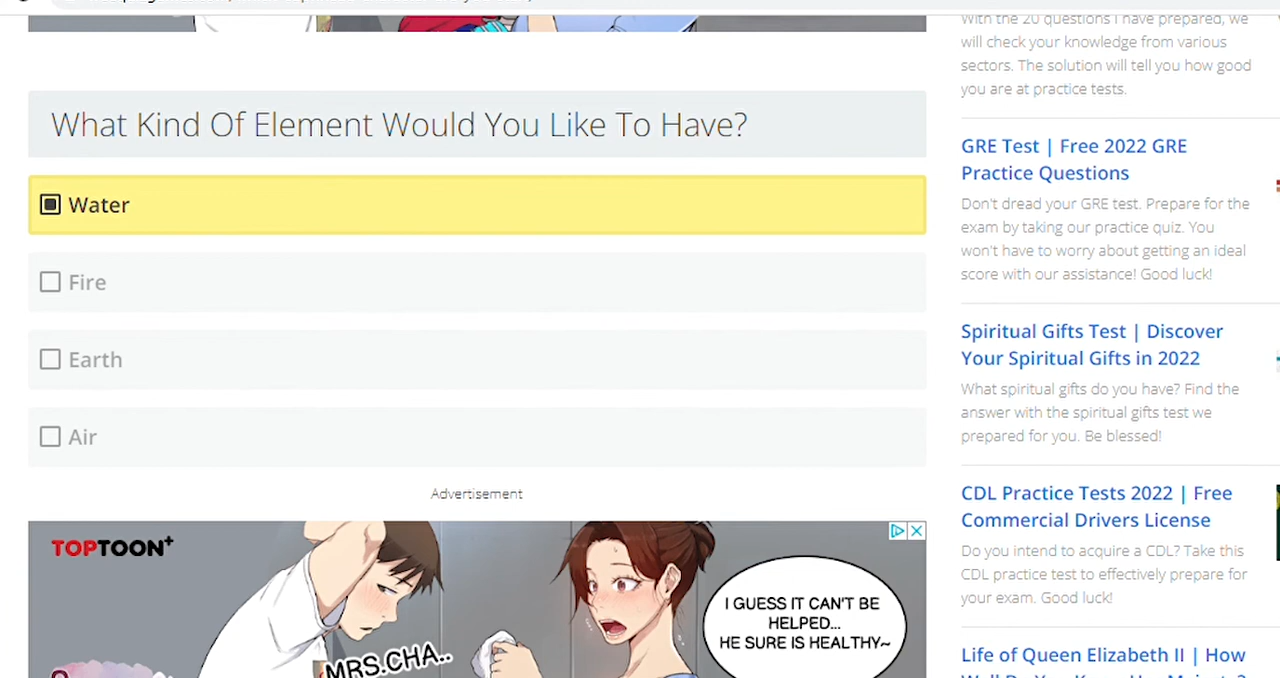 What Kind Of Element Would You Like To Have?
Water
Fire
Earth
Air
Advertisement
TOPTOON+
MRS.CHA..
I GUESS IT CAN'T BE
HELPED...
HE SURE IS HEALTHY~
With the 20 questions I have prepared, we
will check your knowledge from various
sectors. The solution will tell you how good
you are at practice tests.
GRE Test | Free 2022 GRE
Practice Questions
Don't dread your GRE test. Prepare for the
exam by taking our practice quiz. You
won't have to worry about getting an ideal
score with our assistance! Good luck!
Spiritual Gifts Test | Discover
Your Spiritual Gifts in 2022
What spiritual gifts do you have? Find the
answer with the spiritual gifts test we
prepared for you. Be blessed!
CDL Practice Tests 2022 | Free
Commercial Drivers License
Do you intend to acquire a CDL? Take this
CDL practice test to effectively prepare for
your exam. Good luck!
Life of Queen Elizabeth II | How